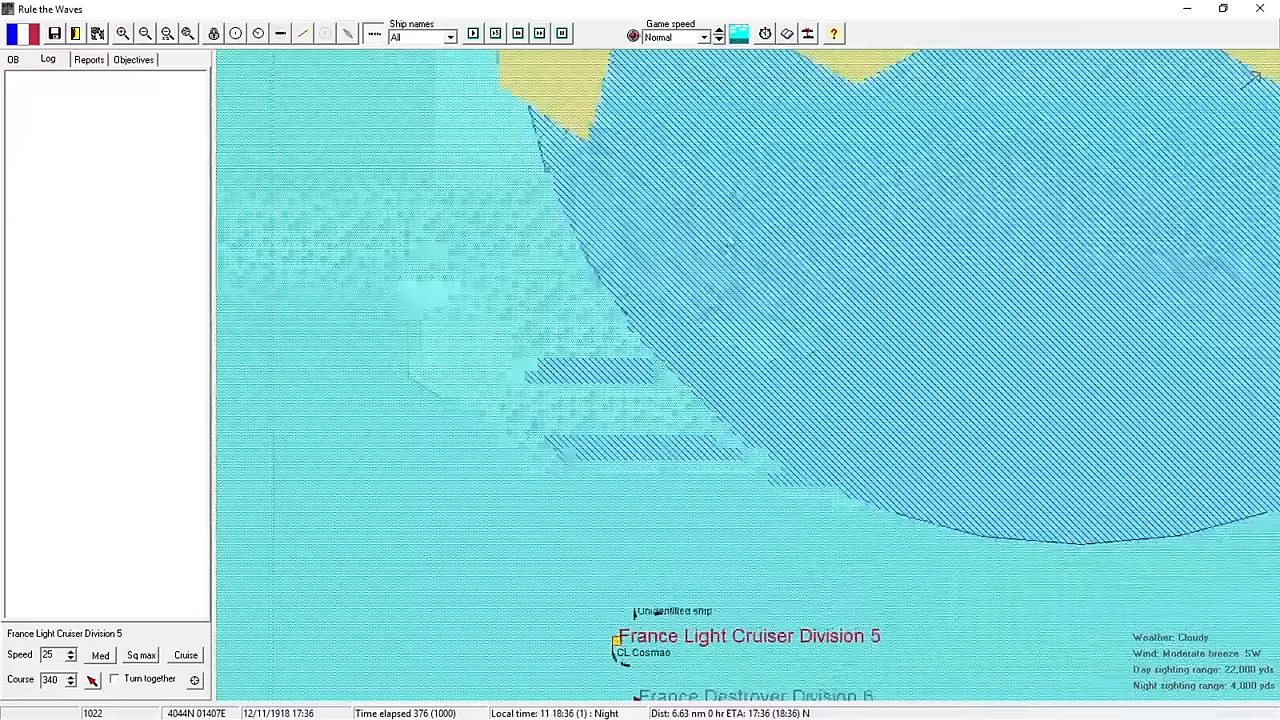 Rule the Waves
Ship names
All
Game speed
Normal
?
OB
Log
Reports
Objectives
Unidentified ship
France Light Cruiser Division 5
CL Cosmao
France Destroyer Division 6
Weather: Cloudy
Wind: Moderate breeze SW
Day sighting range: 22,000 yds
Night sighting range: 4,000 yds
France Light Cruiser Division 5
Speed 25 Med Sq max Cruise
Course 340 Turn together
1022 4044N 01407E 12/11/1918 17:36 Time elapsed 376 (1000) Local time: 11 18:36 (1) : Night Dist: 6.63 nm 0 hr ETA: 17:36 (18:36) N